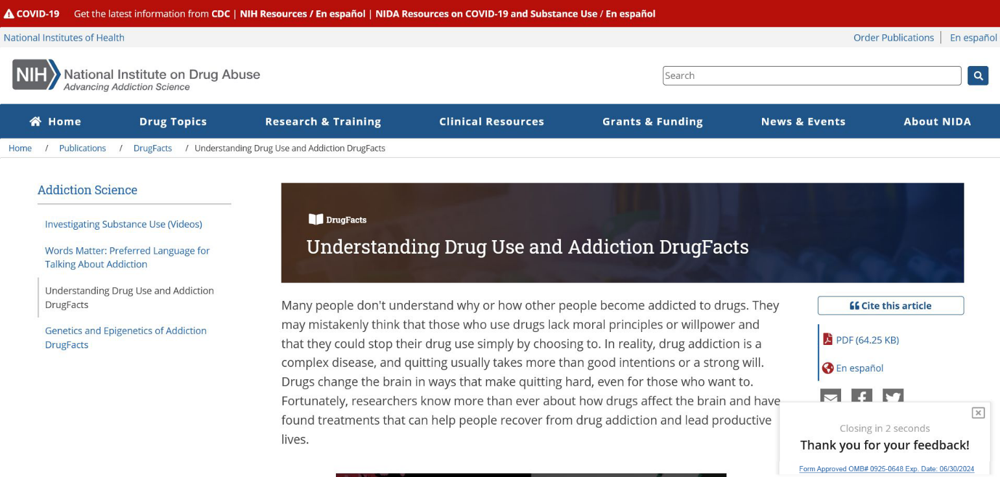 COVID-19 Get the latest information from CDC | NIH Resources / En español | NIDA Resources on COVID-19 and Substance Use / En español
National Institutes of Health Order Publications En español
NIH National Institute on Drug Abuse
Advancing Addiction Science
Search
Home Drug Topics Research & Training Clinical Resources Grants & Funding News & Events About NIDA
Home / Publications / DrugFacts / Understanding Drug Use and Addiction DrugFacts
Addiction Science
Investigating Substance Use (Videos)
Words Matter: Preferred Language for
Talking About Addiction
Understanding Drug Use and Addiction
DrugFacts
Genetics and Epigenetics of Addiction
DrugFacts
DrugFacts
Understanding Drug Use and Addiction DrugFacts
Many people don't understand why or how other people become addicted to drugs. They
may mistakenly think that those who use drugs lack moral principles or willpower and
that they could stop their drug use simply by choosing to. In reality, drug addiction is a
complex disease, and quitting usually takes more than good intentions or a strong will.
Drugs change the brain in ways that make quitting hard, even for those who want to.
Fortunately, researchers know more than ever about how drugs affect the brain and have
found treatments that can help people recover from drug addiction and lead productive
lives.
Cite this article
PDF (64.25 KB)
En español
Closing in 2 seconds
Thank you for your feedback!
Form Approved OMB# 0925-0648 Exp. Date: 06/30/2024